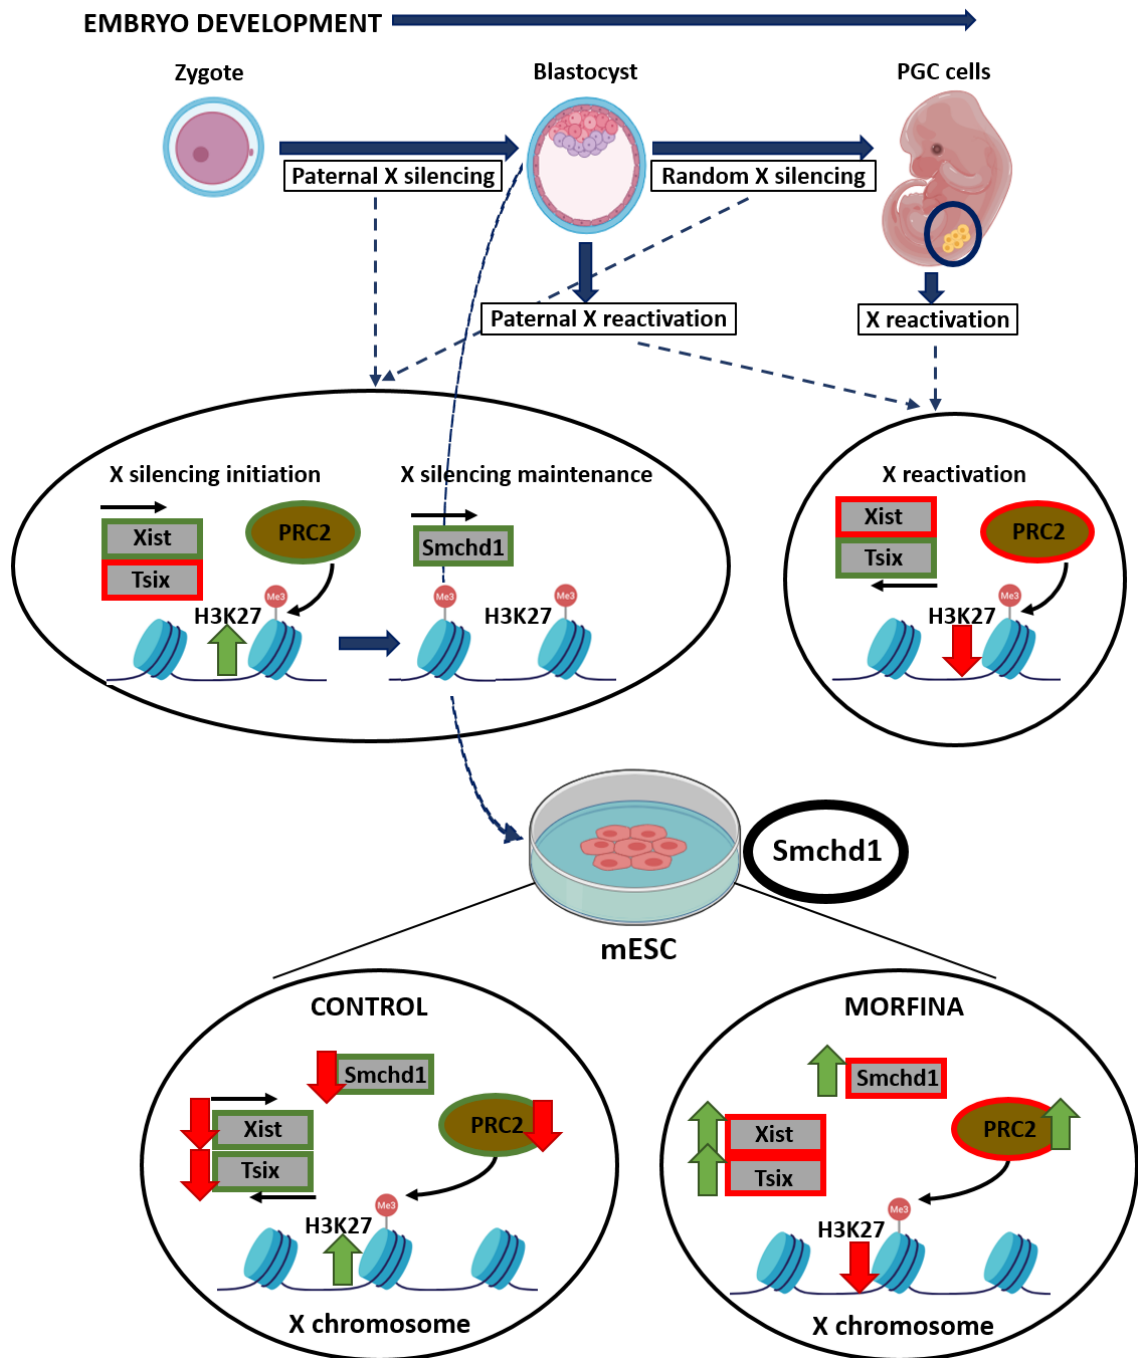 EMBRYO DEVELOPMENT
Zygote
Blastocyst
PGC cells
Paternal X silencing
Random X silencing
Paternal X reactivation
X reactivation
X silencing initiation
X silencing maintenance
X reactivation
Xist
Tsix
PRC2
Smchd1
Xist
Tsix
PRC2
Me3
H3K27
Me3
H3K27
Me3
Me3
H3K27
Smchd1
mESC
CONTROL
Smchd1
Xist
Tsix
PRC2
Me3
H3K27
X chromosome
MORFINA
Smchd1
Xist
Tsix
PRC2
Me3
H3K27
X chromosome